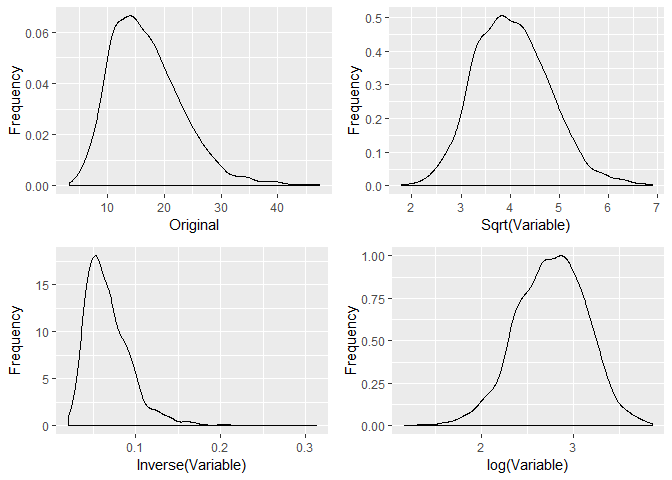 0.06
0.04
0.02
0.00
Frequency
10 20 30 40
Original
0.5
0.4
0.3
0.2
0.1
0.0
Frequency
2 3 4 5 6 7
Sqrt(Variable)
15
10
5
0
Frequency
0.1 0.2 0.3
Inverse(Variable)
1.00
0.75
0.50
0.25
0.00
Frequency
2 3
log(Variable)